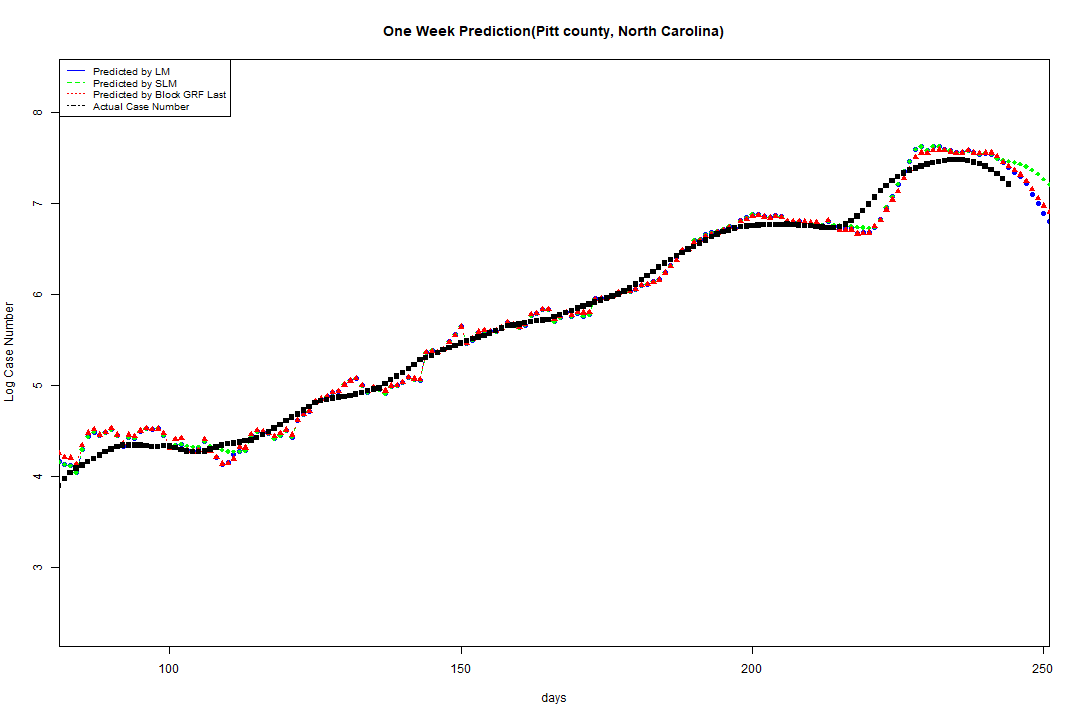 One Week Prediction(Pitt county, North Carolina)
Predicted by LM
Predicted by SLM
Predicted by Block GRF Last
Actual Case Number
8
7
6
5
4
3
Log Case Number
100 150 200 250
days